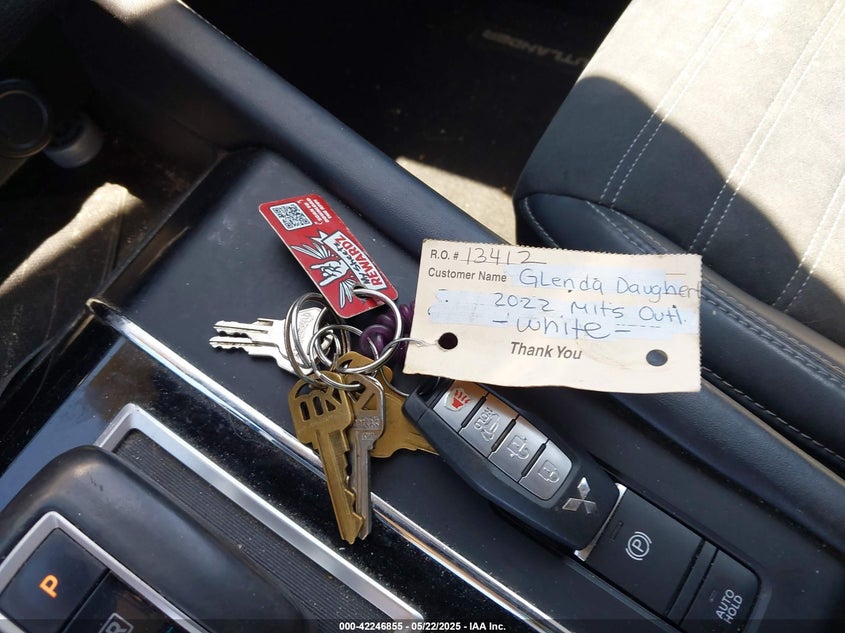 OUTLANDER
REWARDZ
R.O. # 13412
Customer Name Glenda Daughert
2022 Mits Outl.
- White -
Thank You
P
R
AUTO
HOLD
000-42246855 - 05/22/2025 - IAA Inc.